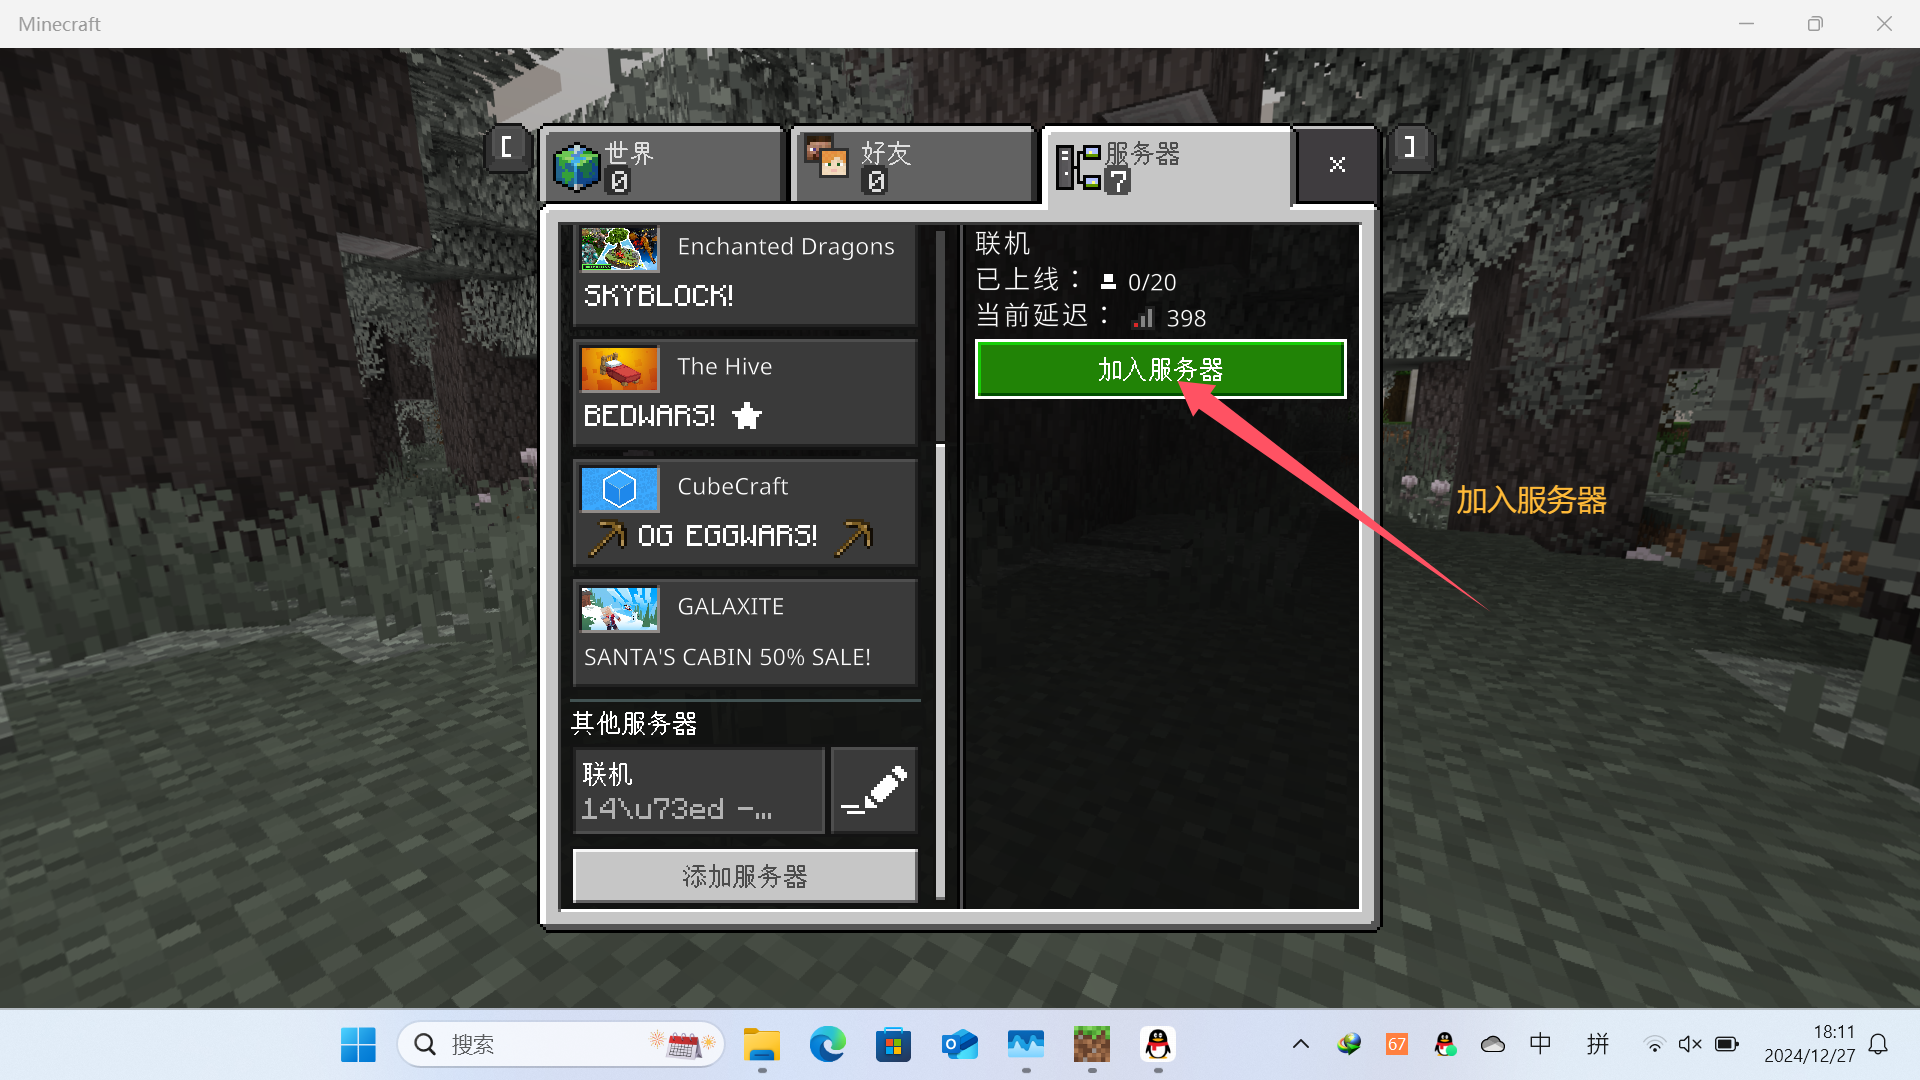 Minecraft
[
世界
0
好友
0
服务器
7
×
]
Enchanted Dragons
SKYBLOCK!
The Hive
BEDWARS! ★
CubeCraft
OG EGGWARS!
GALAXITE
SANTA'S CABIN 50% SALE!
其他服务器
联机
14\u73ed -...
添加服务器
联机
已上线： 0/20
当前延迟： 398
加入服务器
加入服务器
搜索
67
中
拼
18:11
2024/12/27